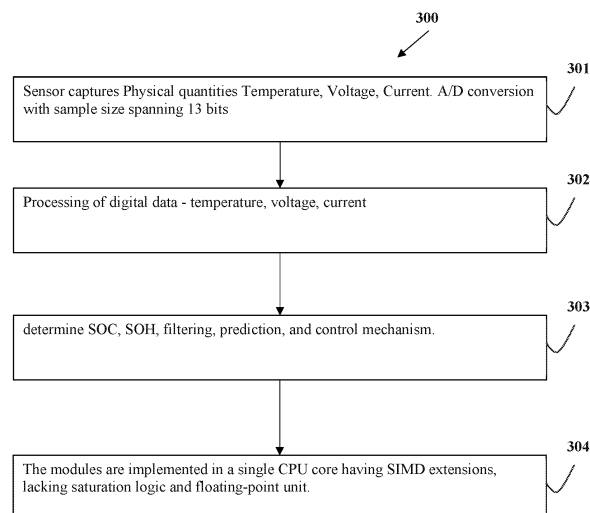 300
301
Sensor captures Physical quantities Temperature, Voltage, Current. A/D conversion
with sample size spanning 13 bits
302
Processing of digital data - temperature, voltage, current
303
determine SOC, SOH, filtering, prediction, and control mechanism.
304
The modules are implemented in a single CPU core having SIMD extensions,
lacking saturation logic and floating-point unit.